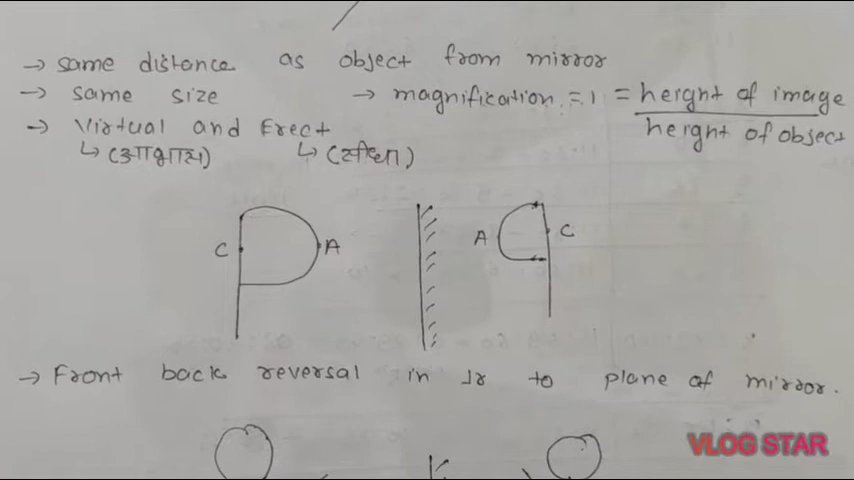 → same distance as object from mirror
→ same size → magnification = 1 = height of image / height of object
→ Virtual and Erect
↳ (आभासी) ↳ (सीधा)
C A A C
→ Front back reversal in ⊥r to plane of mirror.
VLOG STAR